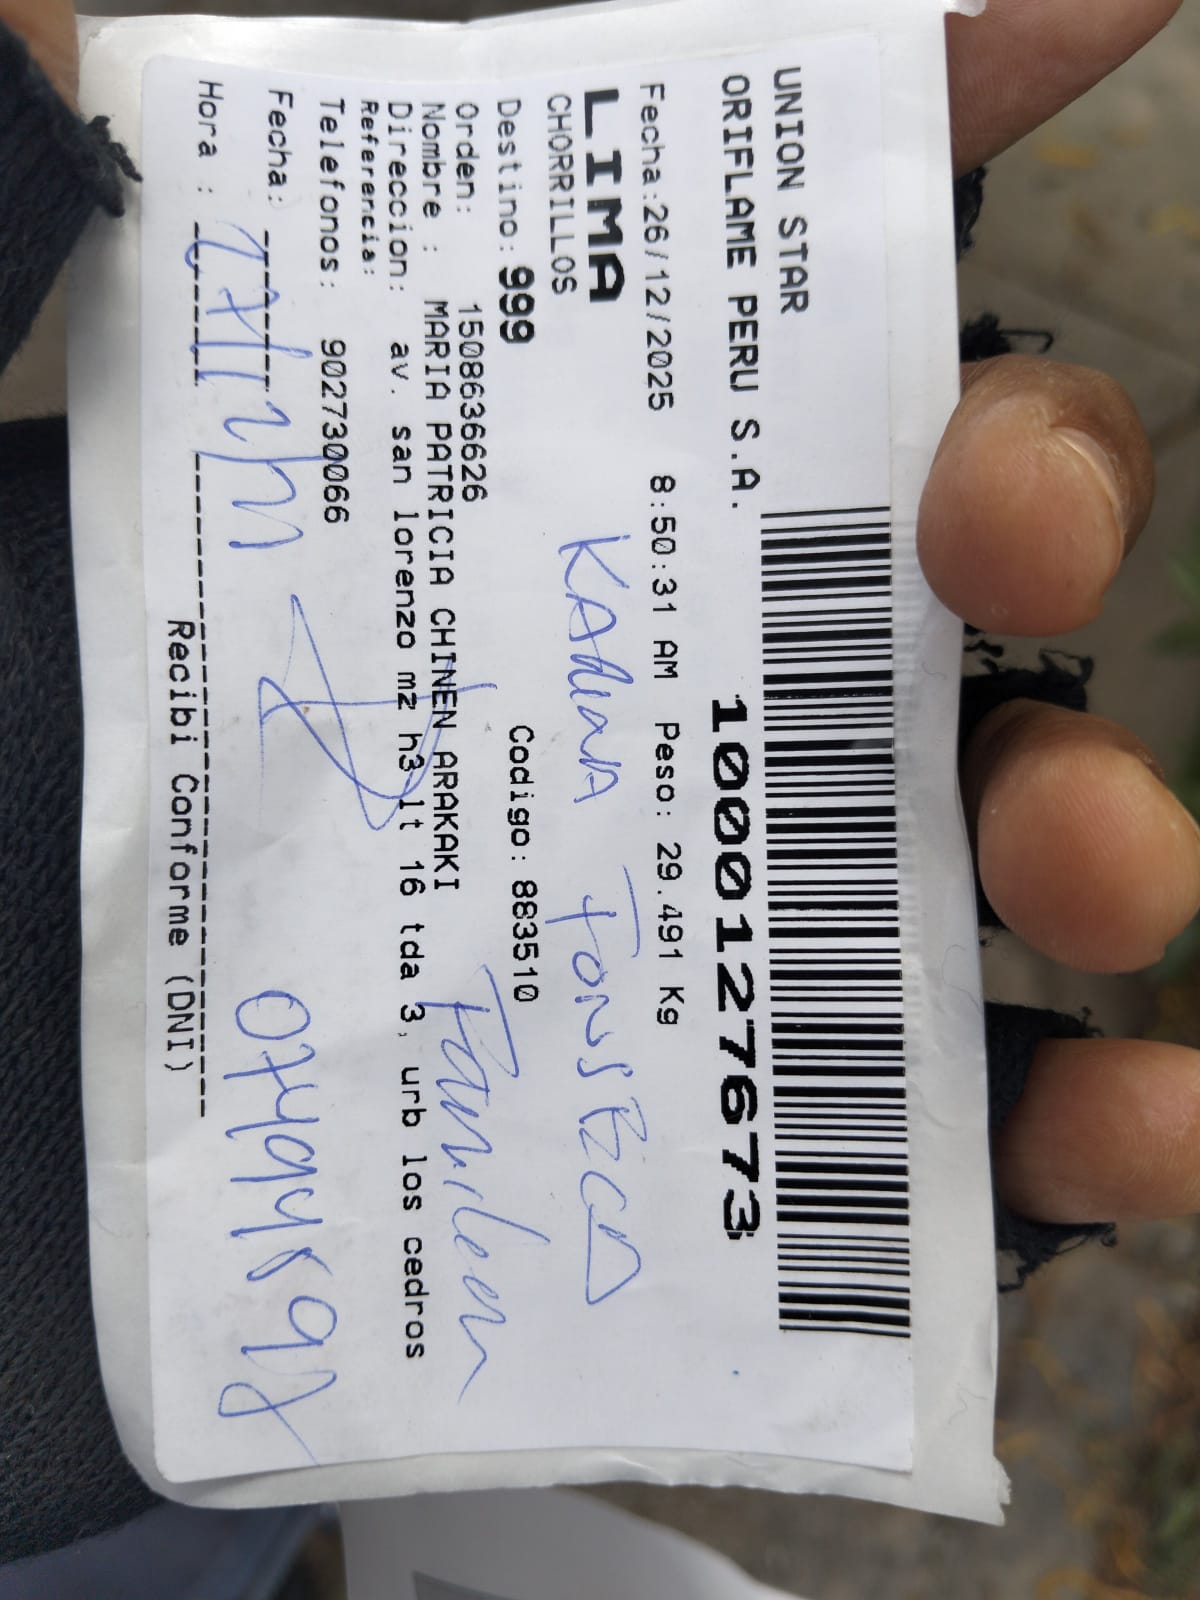 UNION STAR
ORIFLAME PERU S.A.
1000127673
Fecha:26/12/2025 8:50:31 AM Peso: 29.491 Kg
LIMA
CHORRILLOS
KARINA FONSECA
Destino: 999 Codigo: 883510
Orden: 1508636626
Nombre : MARIA PATRICIA CHINEN ARAKAKI
Direccion: av. san lorenzo mz h3 lt 16 tda 3, urb los cedros
Referencia:
Telefonos: 902730066
Fecha:
Hora :
Recibi Conforme (DNI)